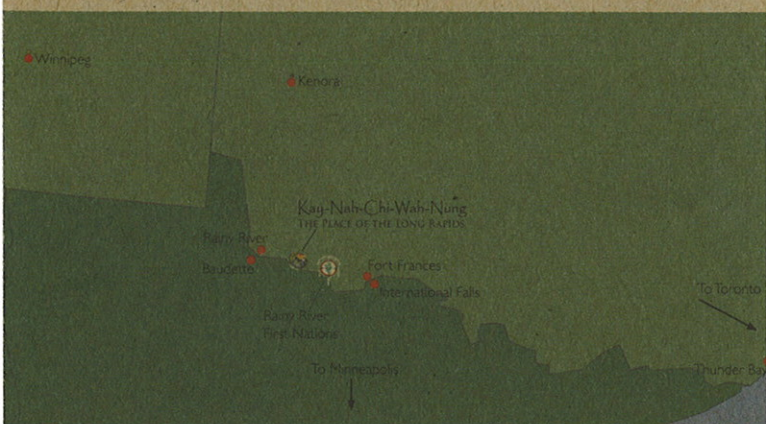 Winnipeg
Kenora
Kay-Nah-Chi-Wah-Nung
THE PLACE OF THE LONG RAPIDS
Rainy River
Baudette
Fort Frances
International Falls
To Toronto
Rainy River
First Nations
To Minneapolis
Thunder Bay